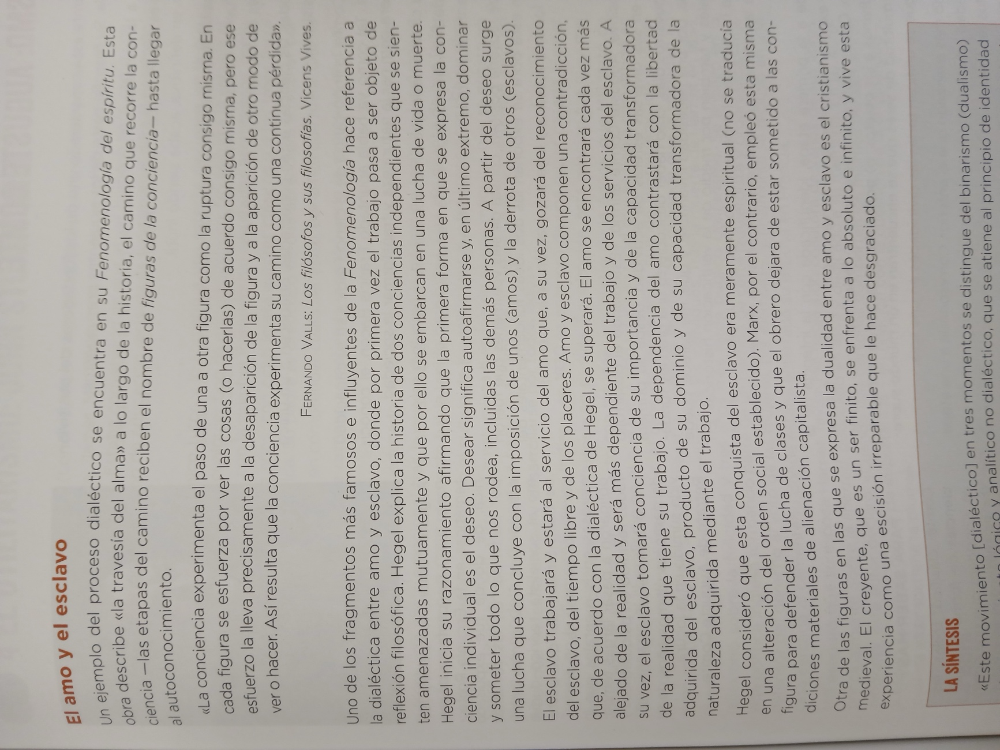 El amo y el esclavo
Un ejemplo del proceso dialéctico se encuentra en su Fenomenología del espíritu. Esta
obra describe «la travesía del alma» a lo largo de la historia, el camino que recorre la con-
ciencia —las etapas del camino reciben el nombre de figuras de la conciencia— hasta llegar
al autoconocimiento.
«La conciencia experimenta el paso de una a otra figura como la ruptura consigo misma. En
cada figura se esfuerza por ver las cosas (o hacerlas) de acuerdo consigo misma, pero ese
esfuerzo la lleva precisamente a la desaparición de la figura y a la aparición de otro modo de
ver o hacer. Así resulta que la conciencia experimenta su camino como una continua pérdida».
FERNANDO VALLS: Los filósofos y sus filosofías. Vicens Vives.
Uno de los fragmentos más famosos e influyentes de la Fenomenología hace referencia a
la dialéctica entre amo y esclavo, donde por primera vez el trabajo pasa a ser objeto de
reflexión filosófica. Hegel explica la historia de dos conciencias independientes que se sien-
ten amenazadas mutuamente y que por ello se embarcan en una lucha de vida o muerte.
Hegel inicia su razonamiento afirmando que la primera forma en que se expresa la con-
ciencia individual es el deseo. Desear significa autoafirmarse y, en último extremo, dominar
y someter todo lo que nos rodea, incluidas las demás personas. A partir del deseo surge
una lucha que concluye con la imposición de unos (amos) y la derrota de otros (esclavos).
El esclavo trabajará y estará al servicio del amo que, a su vez, gozará del reconocimiento
del esclavo, del tiempo libre y de los placeres. Amo y esclavo componen una contradicción,
que, de acuerdo con la dialéctica de Hegel, se superará. El amo se encontrará cada vez más
alejado de la realidad y será más dependiente del trabajo y de los servicios del esclavo. A
su vez, el esclavo tomará conciencia de su importancia y de la capacidad transformadora
de la realidad que tiene su trabajo. La dependencia del amo contrastará con la libertad
adquirida del esclavo, producto de su dominio y de su capacidad transformadora de la
naturaleza adquirida mediante el trabajo.
Hegel consideró que esta conquista del esclavo era meramente espiritual (no se traducía
en una alteración del orden social establecido). Marx, por el contrario, empleó esta misma
figura para defender la lucha de clases y que el obrero dejara de estar sometido a las con-
diciones materiales de alienación capitalista.
Otra de las figuras en las que se expresa la dualidad entre amo y esclavo es el cristianismo
medieval. El creyente, que es un ser finito, se enfrenta a lo absoluto e infinito, y vive esta
experiencia como una escisión irreparable que le hace desgraciado.
LA SÍNTESIS
«Este movimiento [dialéctico] en tres momentos se distingue del binarismo (dualismo)
lógico y analítico no dialéctico, que se atiene al principio de identidad